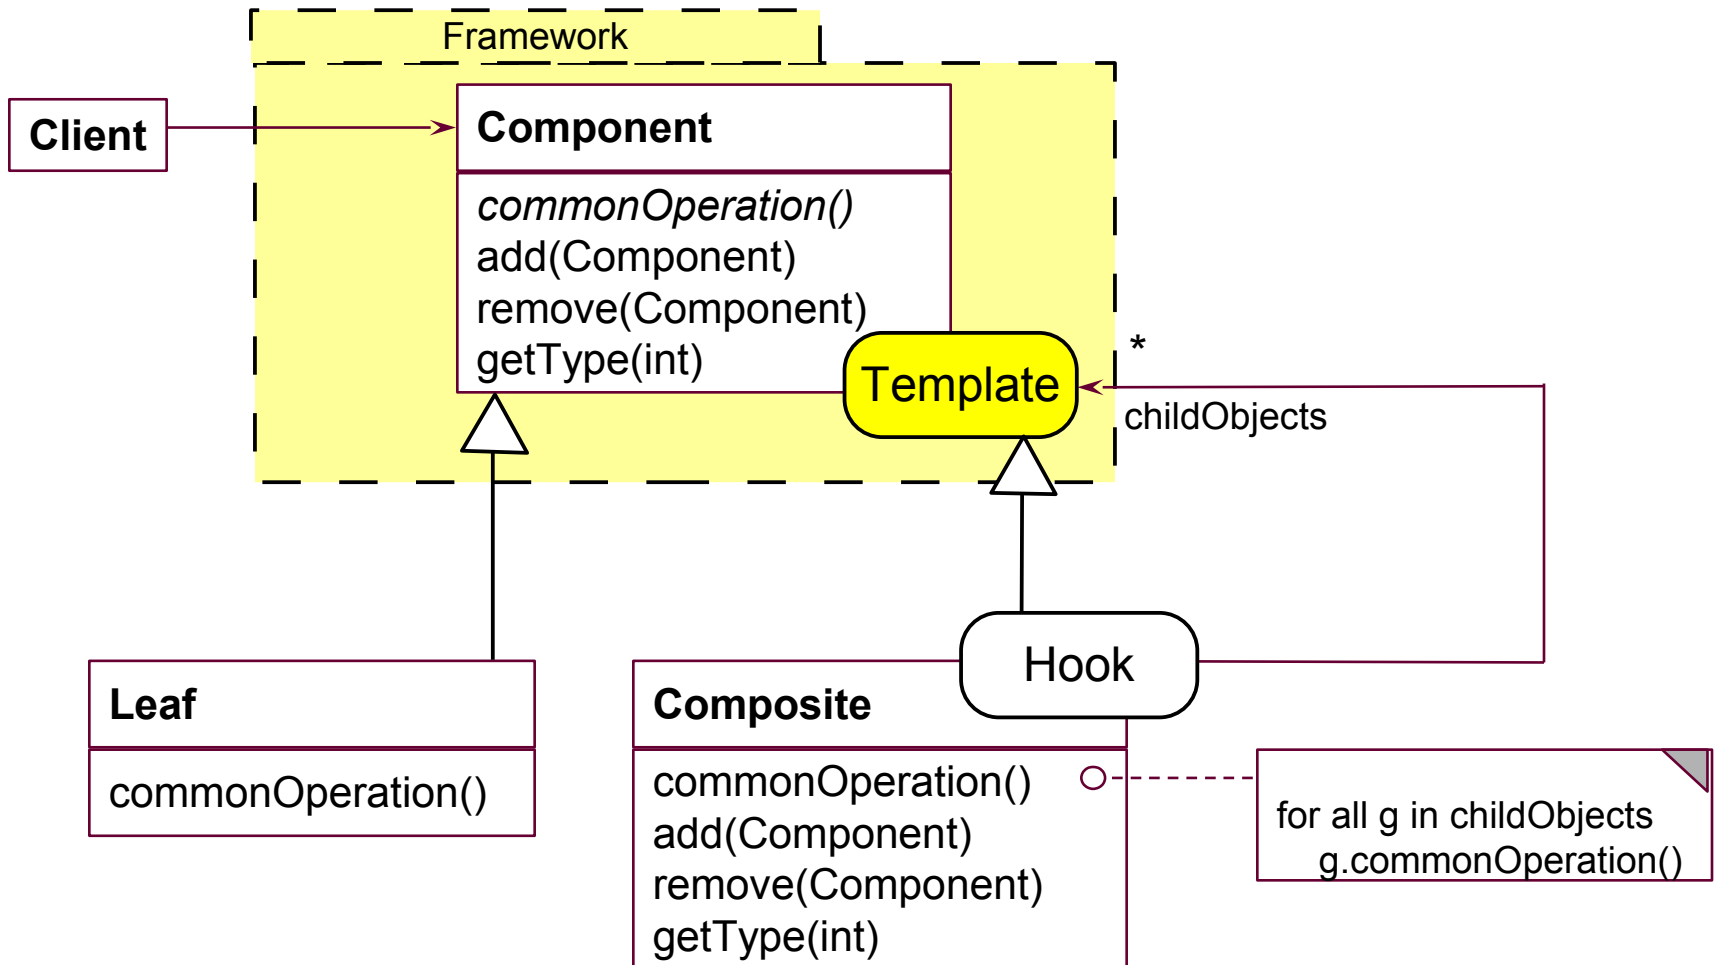 Framework
Client
Component
commonOperation()
add(Component)
remove(Component)
getType(int)
Template
*
childObjects
Hook
Leaf
commonOperation()
Composite
commonOperation()
add(Component)
remove(Component)
getType(int)
for all g in childObjects
g.commonOperation()